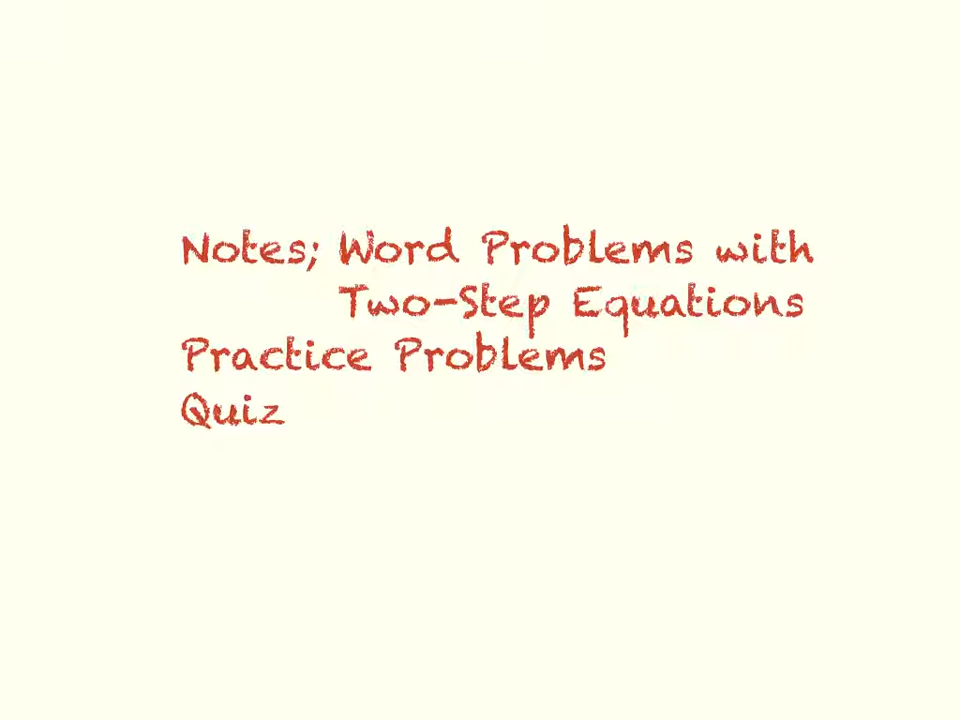 Notes; Word Problems with
Two-Step Equations
Practice Problems
Quiz